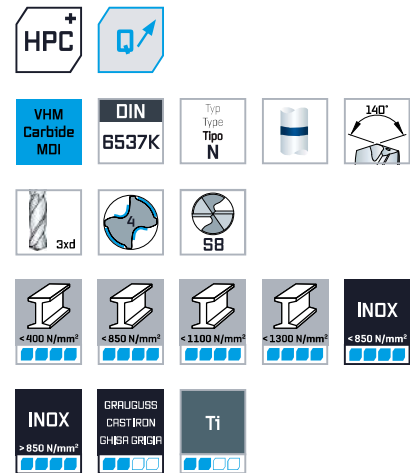 HPC+
Q
VHM
Carbide
MDI
DIN
6537K
Typ
Type
Tipo
N
140°
3xd
4
S8
<400 N/mm²
<850 N/mm²
<1100 N/mm²
<1300 N/mm²
INOX
<850 N/mm²
INOX
>850 N/mm²
GRAUGUSS
CAST IRON
GHISA GRIGIA
Ti